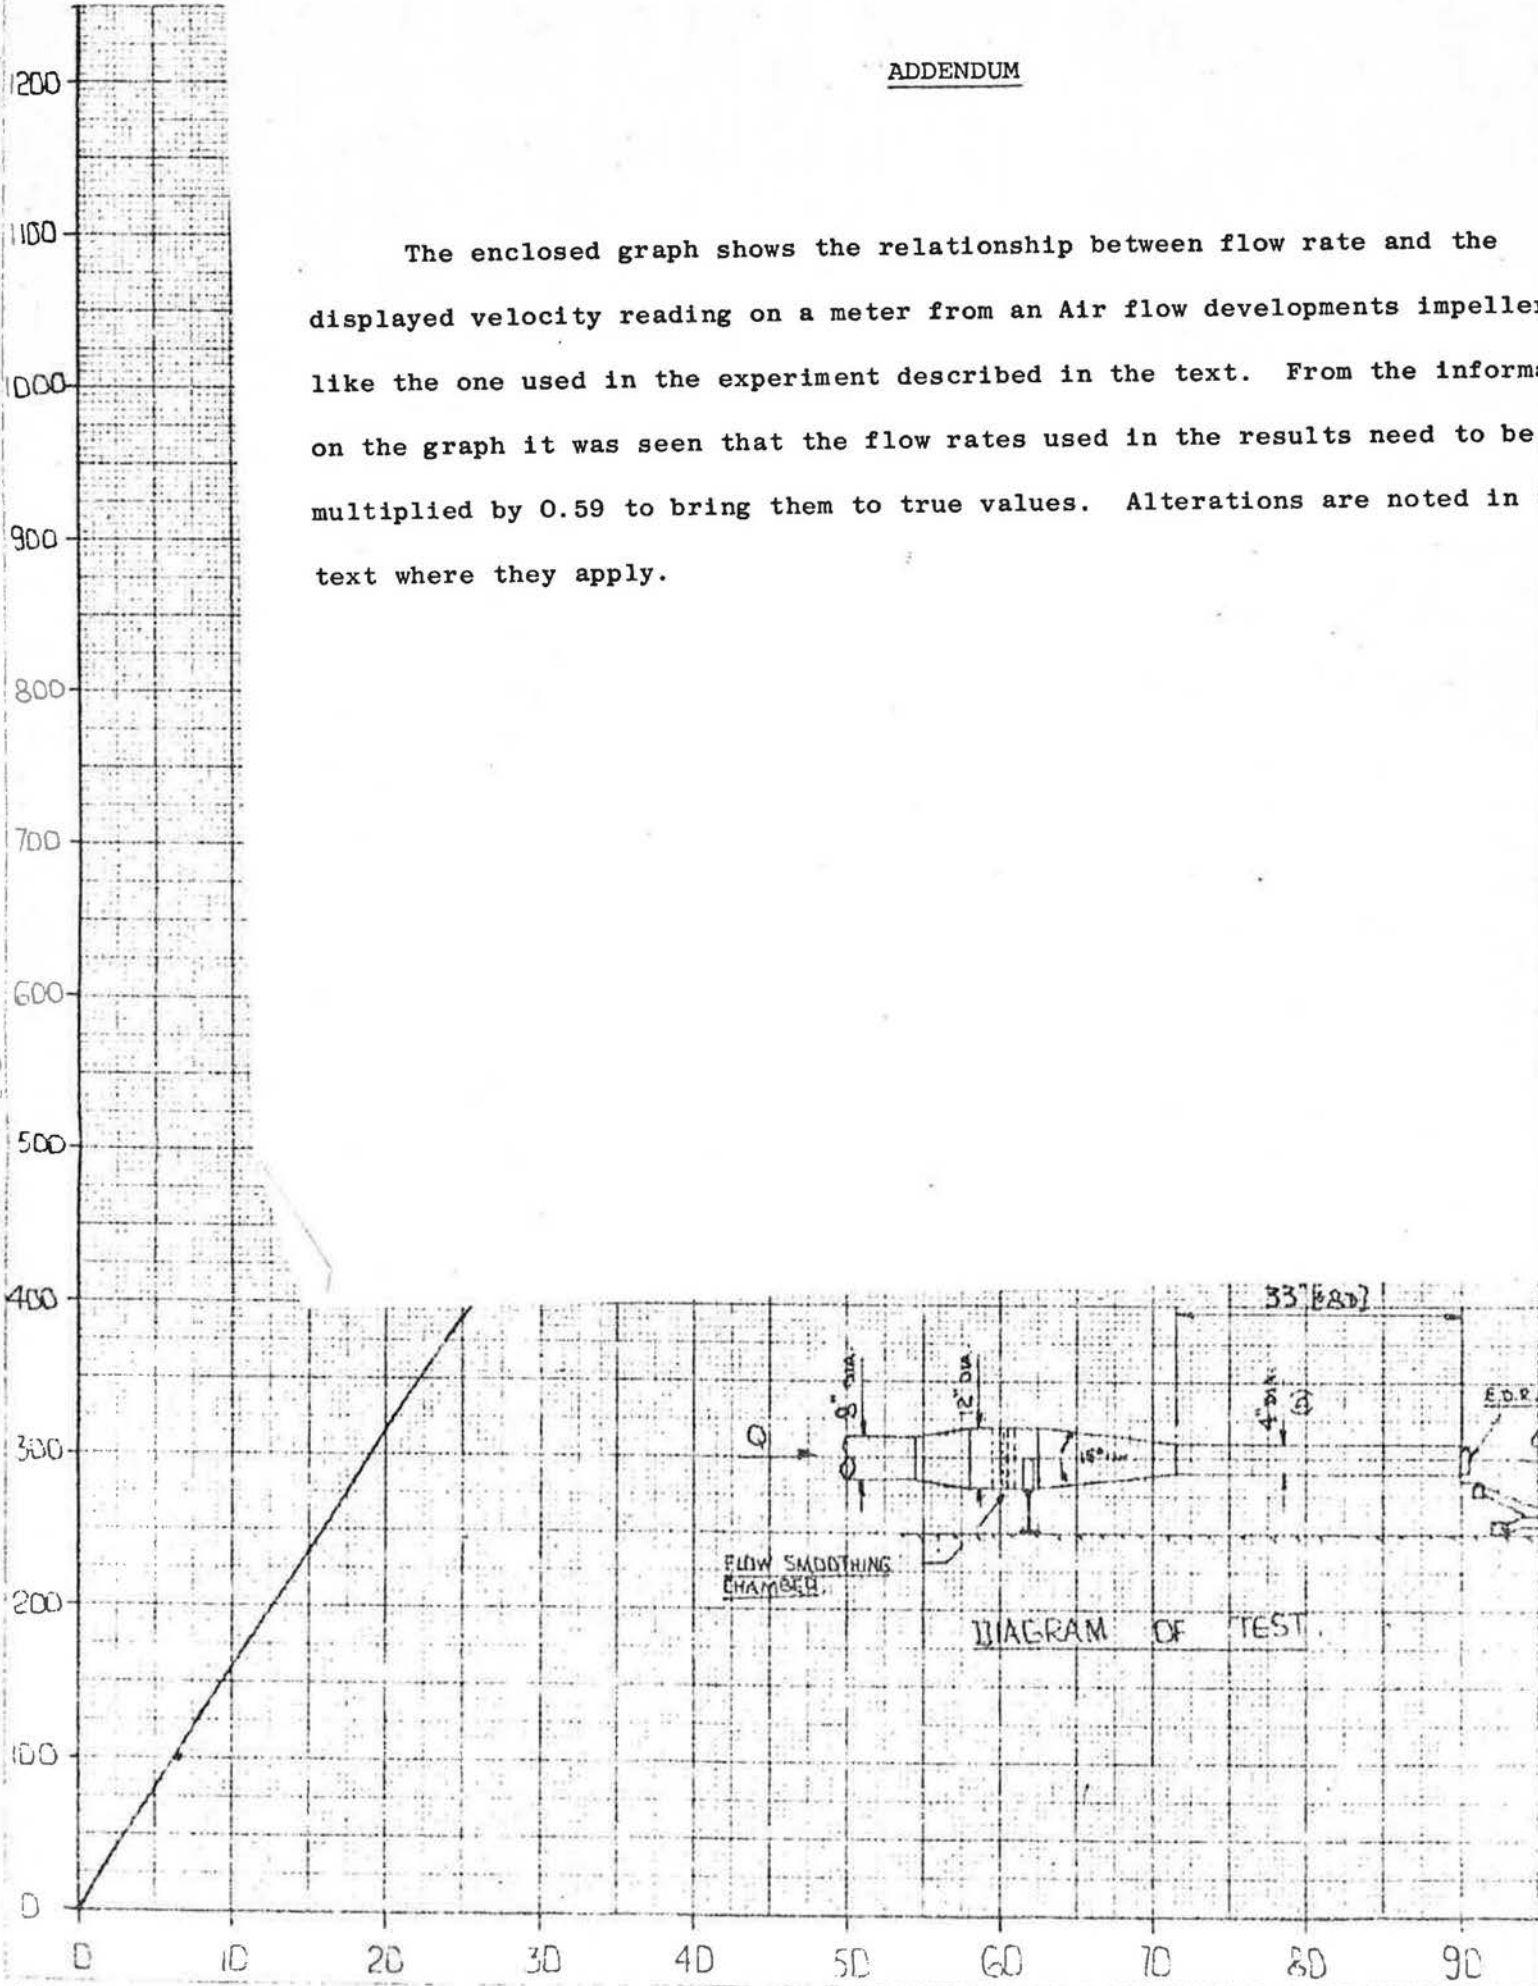 ADDENDUM
The enclosed graph shows the relationship between flow rate and the
displayed velocity reading on a meter from an Air flow developments impeller
like the one used in the experiment described in the text. From the informa
on the graph it was seen that the flow rates used in the results need to be
multiplied by 0.59 to bring them to true values. Alterations are noted in
text where they apply.
1200
1100
1000
900
800
700
600
500
400
300
200
100
0
33" [≏8D]
8" DIA.
12" DIA.
4" DIA.
(D)
E.D.R.
Q
15°
FLOW SMOOTHING
CHAMBER.
DIAGRAM OF TEST.
0 10 20 30 40 50 60 70 80 90